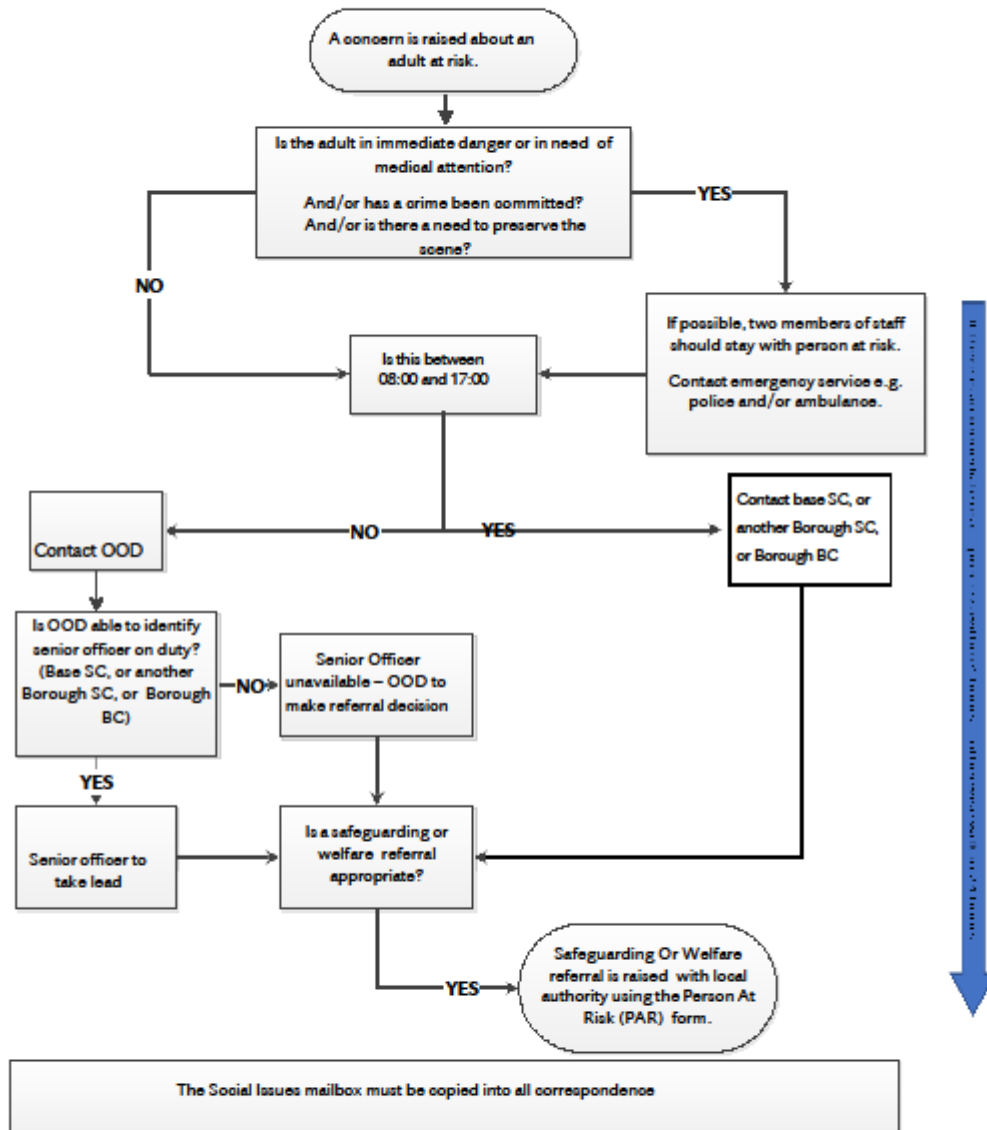 A concern is raised about an
adult at risk.
Is the adult in immediate danger or in need of
medical attention?
And/or has a crime been committed?
And/or is there a need to preserve the
scene?
YES
NO
If possible, two members of staff
should stay with person at risk.
Contact emergency service e.g.
police and/or ambulance.
Is this between
08:00 and 17:00
NO
YES
Contact base SC, or
another Borough SC,
or Borough BC
Contact OOD
Is OOD able to identify
senior officer on duty?
(Base SC, or another
Borough SC, or Borough
BC)
NO
Senior Officer
unavailable – OOD to
make referral decision
YES
Senior officer to
take lead
Is a safeguarding or
welfare referral
appropriate?
YES
Safeguarding Or Welfare
referral is raised with local
authority using the Person At
Risk (PAR) form.
The Social Issues mailbox must be copied into all correspondence